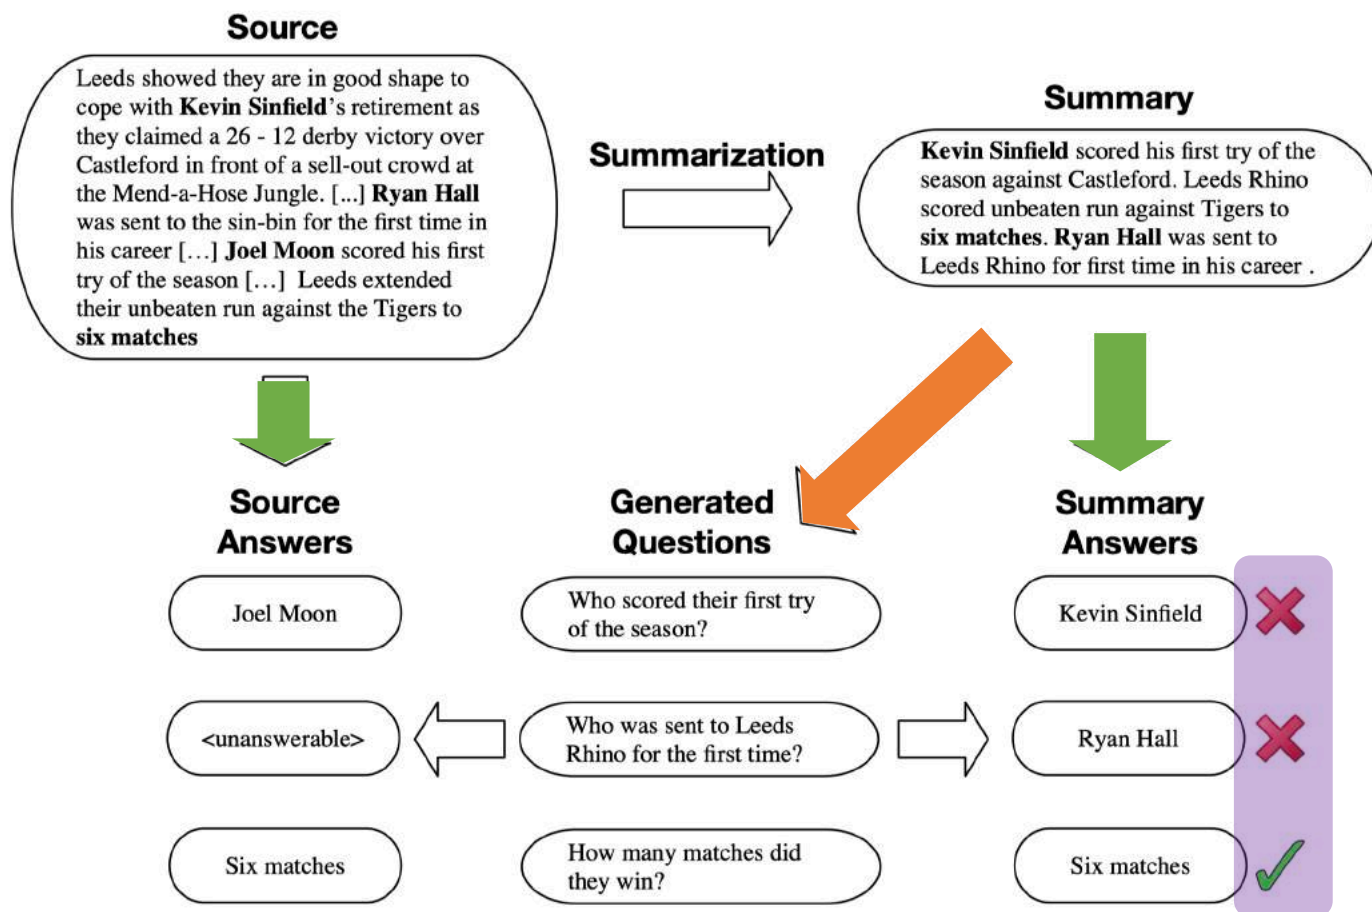 Source
Leeds showed they are in good shape to
cope with Kevin Sinfield's retirement as
they claimed a 26 - 12 derby victory over
Castleford in front of a sell-out crowd at
the Mend-a-Hose Jungle. [...] Ryan Hall
was sent to the sin-bin for the first time in
his career [...] Joel Moon scored his first
try of the season [...] Leeds extended
their unbeaten run against the Tigers to
six matches
Summarization
Summary
Kevin Sinfield scored his first try of the
season against Castleford. Leeds Rhino
scored unbeaten run against Tigers to
six matches. Ryan Hall was sent to
Leeds Rhino for first time in his career .
Source
Answers
Generated
Questions
Summary
Answers
Joel Moon
Who scored their first try
of the season?
Kevin Sinfield
<unanswerable>
Who was sent to Leeds
Rhino for the first time?
Ryan Hall
Six matches
How many matches did
they win?
Six matches